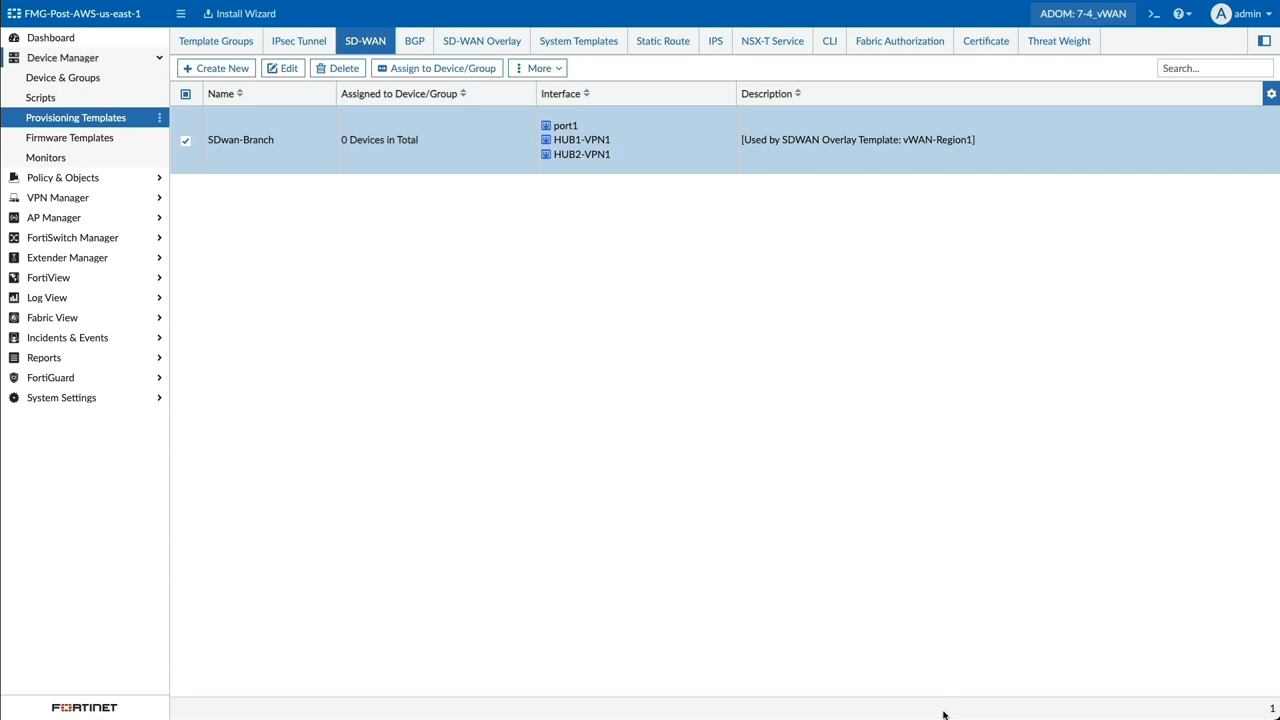 FMG-Post-AWS-us-east-1
Install Wizard
ADOM: 7-4_vWAN
A admin
Dashboard
Device Manager
Device & Groups
Scripts
Provisioning Templates
Firmware Templates
Monitors
Policy & Objects
VPN Manager
AP Manager
FortiSwitch Manager
Extender Manager
FortiView
Log View
Fabric View
Incidents & Events
Reports
FortiGuard
System Settings
FORTINET
Template Groups IPsec Tunnel SD-WAN BGP SD-WAN Overlay System Templates Static Route IPS NSX-T Service CLI Fabric Authorization Certificate Threat Weight
Create New Edit Delete Assign to Device/Group More Search...
Name Assigned to Device/Group Interface Description
SDwan-Branch 0 Devices in Total
port1
HUB1-VPN1
HUB2-VPN1
[Used by SDWAN Overlay Template: vWAN-Region1]
1